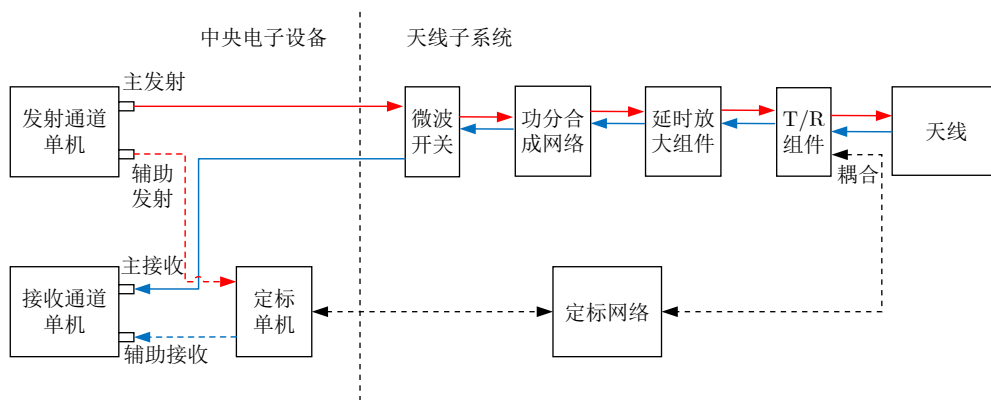 中央电子设备
天线子系统
主发射
发射通道
单机
辅助
发射
微波
开关
功分合
成网络
延时放
大组件
T/R
组件
天线
耦合
主接收
接收通道
单机
辅助接收
定标
单机
定标网络